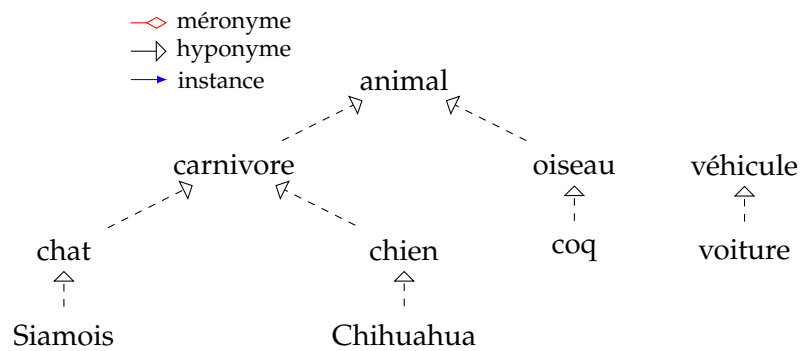 méronyme
hyponyme
instance
animal
carnivore oiseau véhicule
chat chien coq voiture
Siamois Chihuahua